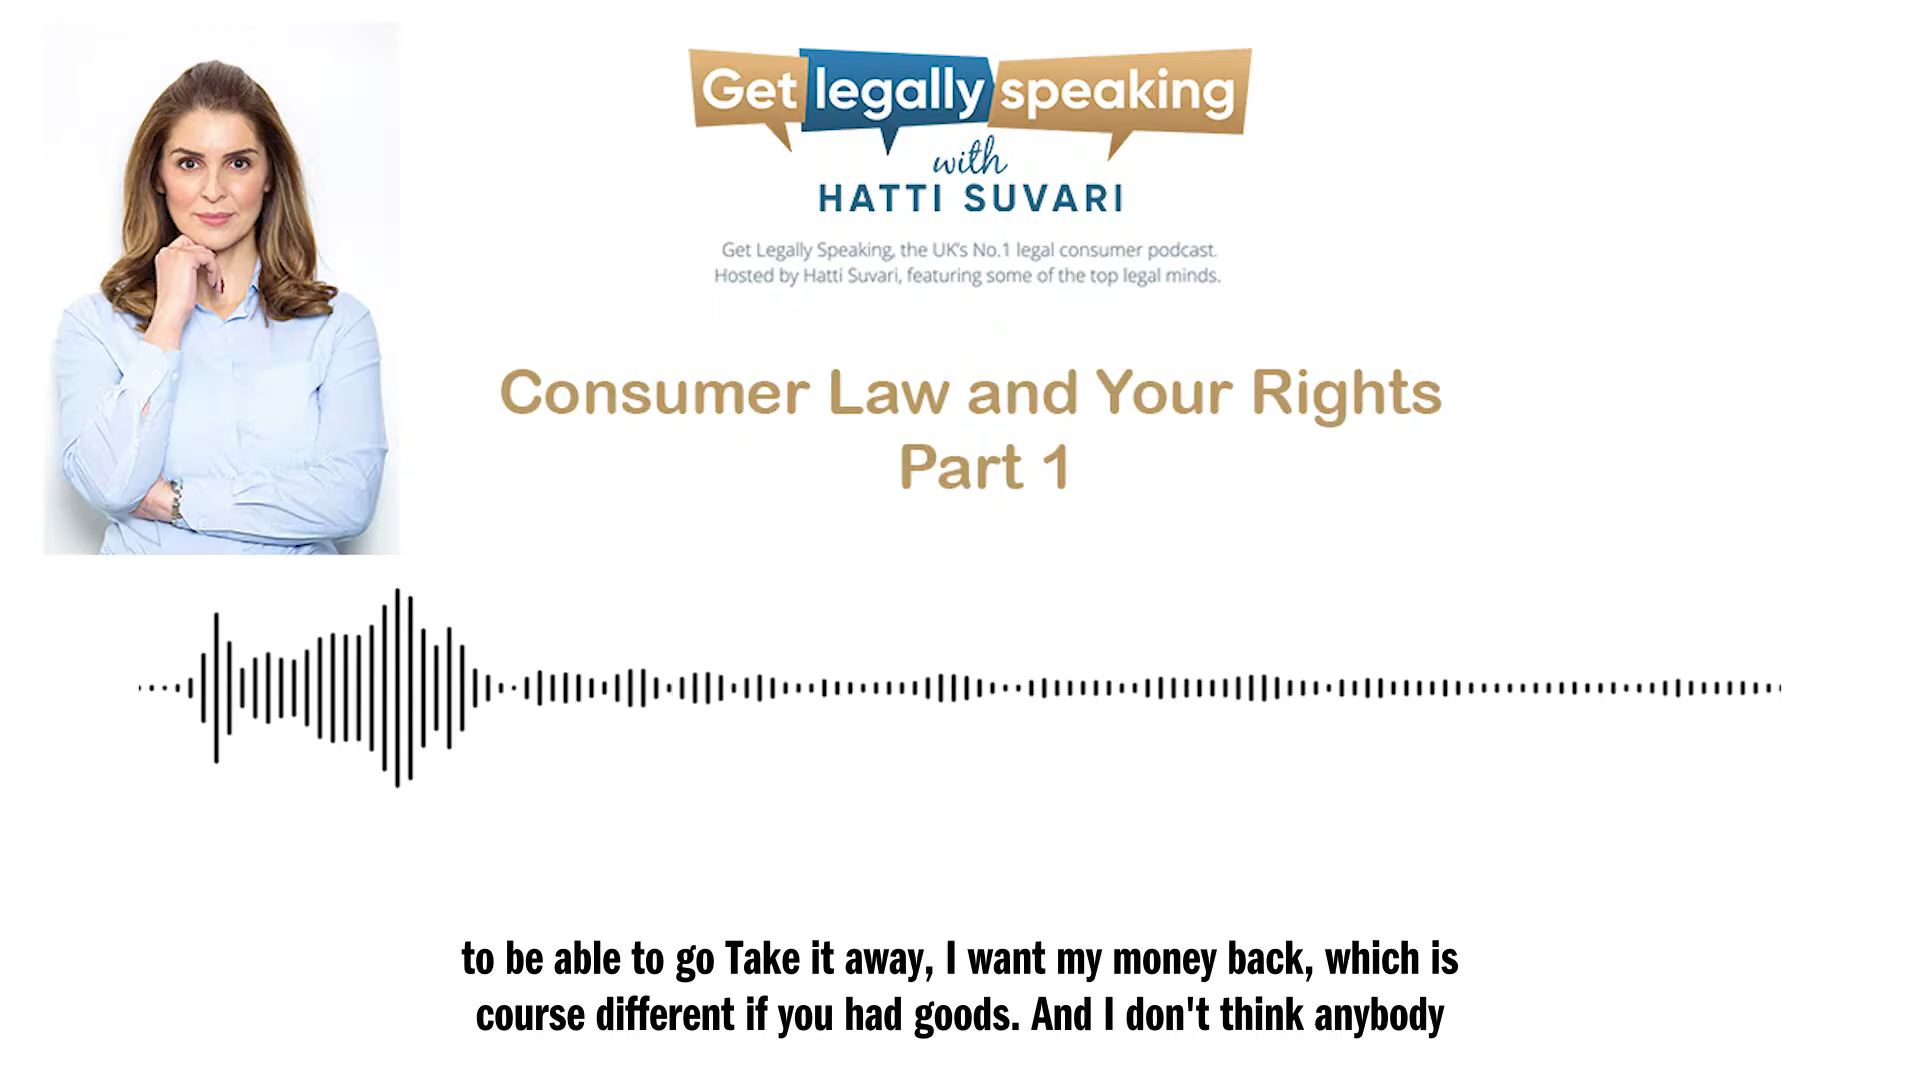 Get legally speaking
with
HATTI SUVARI
Get Legally Speaking, the UK's No.1 legal consumer podcast.
Hosted by Hatti Suvari, featuring some of the top legal minds.
Consumer Law and Your Rights
Part 1
to be able to go Take it away, I want my money back, which is
course different if you had goods. And I don't think anybody